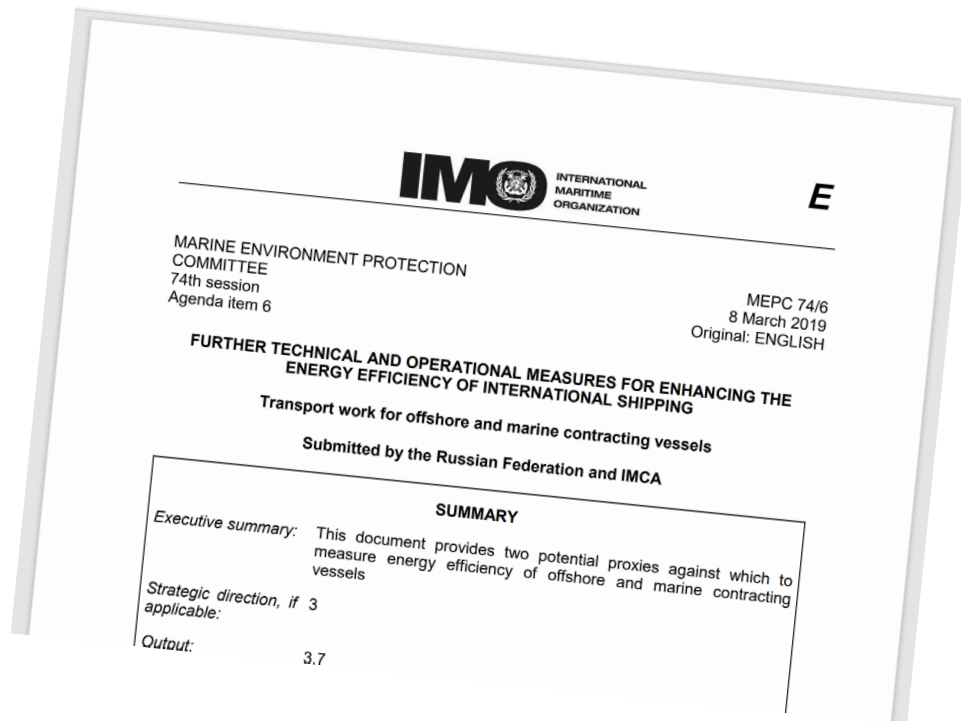 IMO
INTERNATIONAL
MARITIME
ORGANIZATION
E
MARINE ENVIRONMENT PROTECTION
COMMITTEE
74th session
Agenda item 6
MEPC 74/6
8 March 2019
Original: ENGLISH
FURTHER TECHNICAL AND OPERATIONAL MEASURES FOR ENHANCING THE
ENERGY EFFICIENCY OF INTERNATIONAL SHIPPING
Transport work for offshore and marine contracting vessels
Submitted by the Russian Federation and IMCA
SUMMARY
Executive summary: This document provides two potential proxies against which to
measure energy efficiency of offshore and marine contracting
vessels
Strategic direction, if 3
applicable:
Output: 3.7